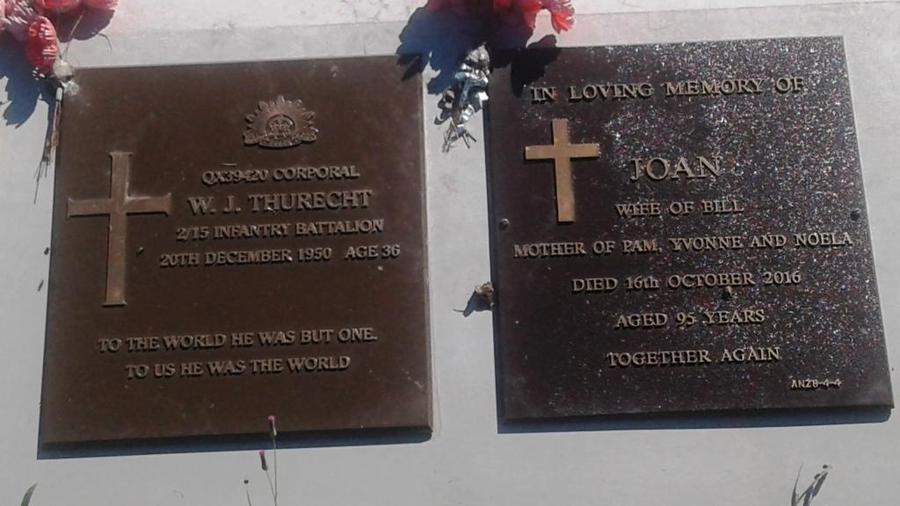 QX39420 CORPORAL
W. J. THURECHT
2/15 INFANTRY BATTALION
20TH DECEMBER 1950 AGE 36
TO THE WORLD HE WAS BUT ONE.
TO US HE WAS THE WORLD
IN LOVING MEMORY OF
JOAN
WIFE OF BILL
MOTHER OF PAM, YVONNE AND NOELA
DIED 16th OCTOBER 2016
AGED 95 YEARS
TOGETHER AGAIN
ANZ8-4-4